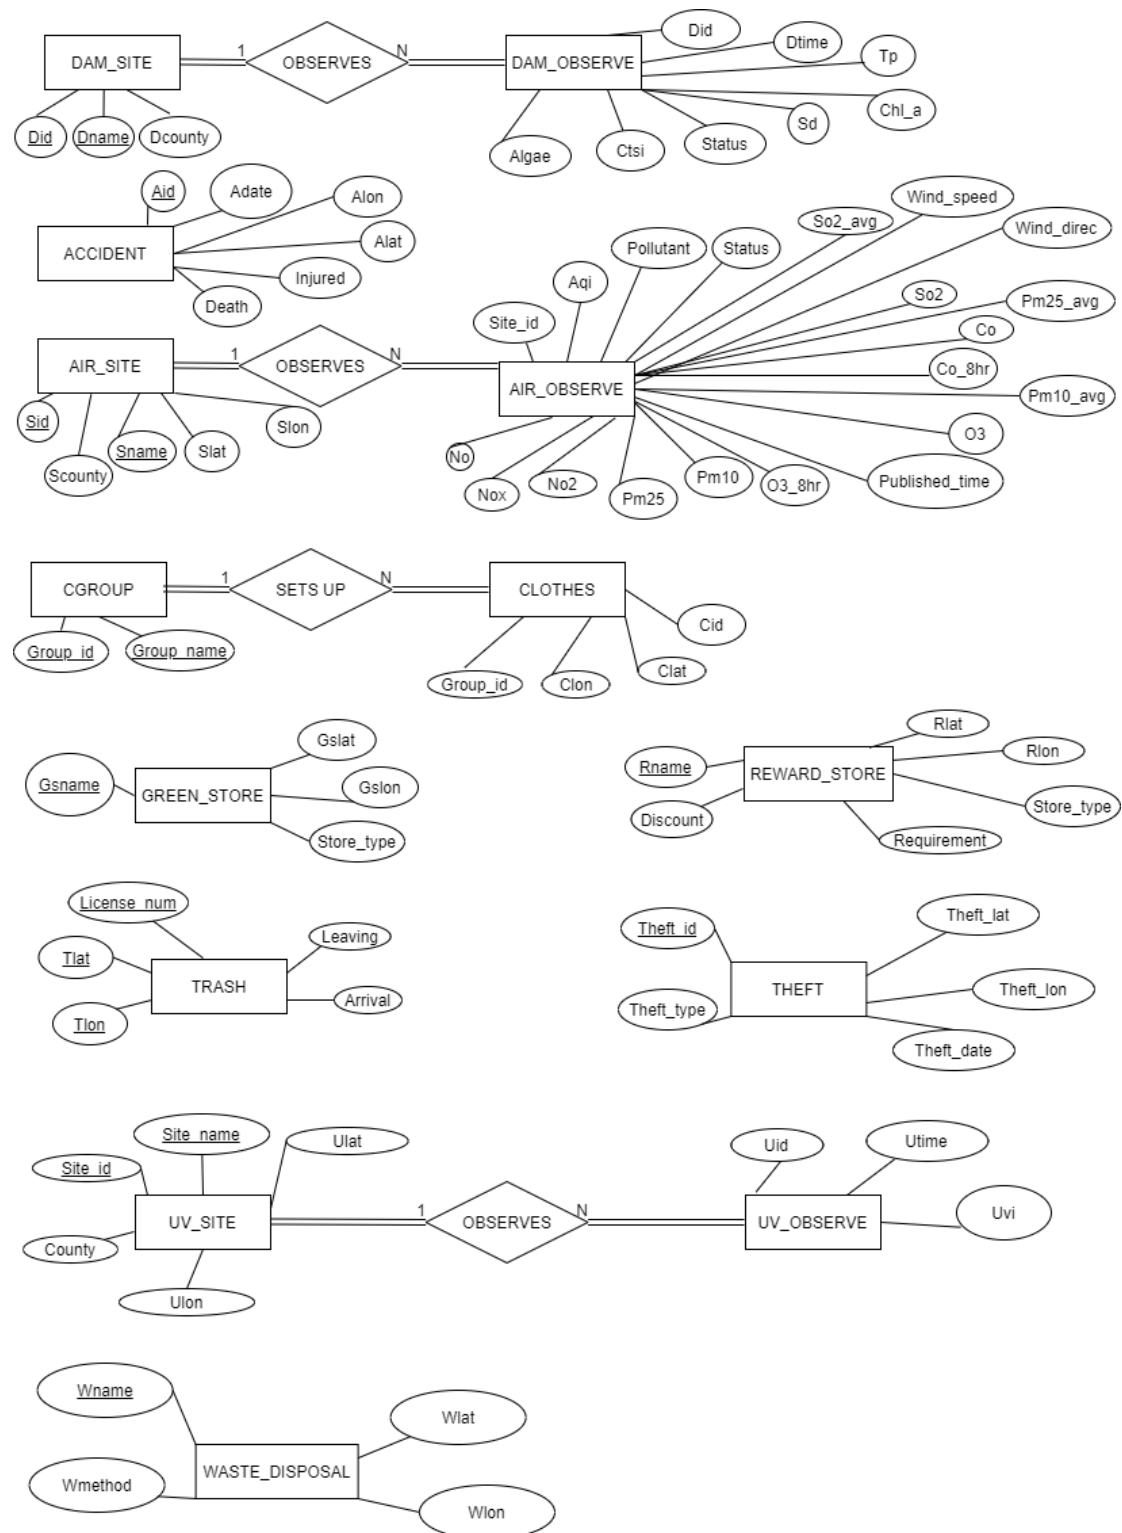 Did
Dtime
DAM_SITE
1
OBSERVES
N
DAM_OBSERVE
Tp
Chl_a
Did
Dname
Dcounty
Algae
Ctsi
Status
Sd
Aid
Adate
Alon
Alat
ACCIDENT
Injured
Death
Wind_speed
So2_avg
Wind_direc
Pollutant
Status
Aqi
So2
Pm25_avg
Site_id
Co
AIR_SITE
1
OBSERVES
N
AIR_OBSERVE
Co_8hr
Pm10_avg
Sid
Scounty
Sname
Slat
Slon
O3
No
Nox
No2
Pm25
Pm10
O3_8hr
Published_time
CGROUP
1
SETS UP
N
CLOTHES
Group_id
Group_name
Cid
Clat
Group_id
Clon
Gslat
Gsname
GREEN_STORE
Gslon
Store_type
Rlat
Rname
REWARD_STORE
Rlon
Discount
Store_type
Requirement
License_num
Leaving
Tlat
TRASH
Arrival
Tlon
Theft_id
Theft_lat
THEFT
Theft_lon
Theft_type
Theft_date
Site_name
Ulat
Site_id
UV_SITE
1
OBSERVES
N
UV_OBSERVE
Uid
Utime
Uvi
County
Ulon
Wname
Wlat
WASTE_DISPOSAL
Wmethod
Wlon